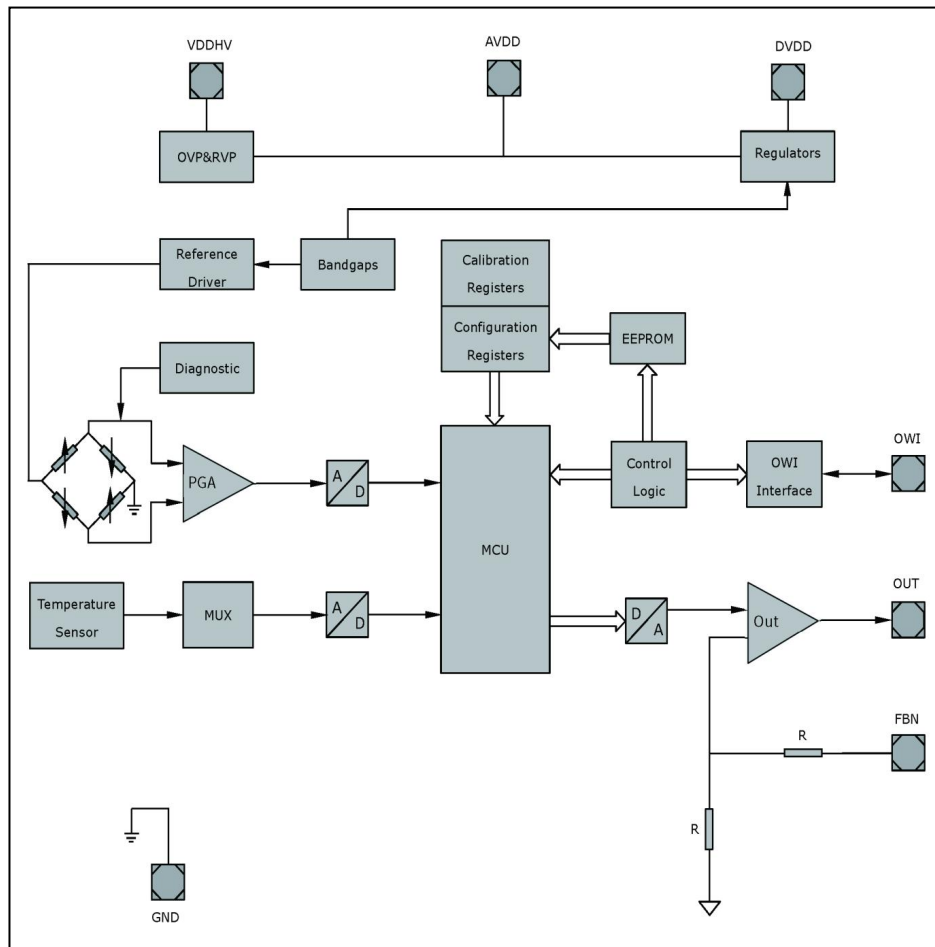 VDDHV
AVDD
DVDD
OVP&RVP
Regulators
Reference
Driver
Bandgaps
Calibration
Registers
Configuration
Registers
EEPROM
Diagnostic
PGA
A
D
MCU
Control
Logic
OWI
Interface
OWI
Temperature
Sensor
MUX
A
D
D
A
Out
OUT
FBN
R
R
GND